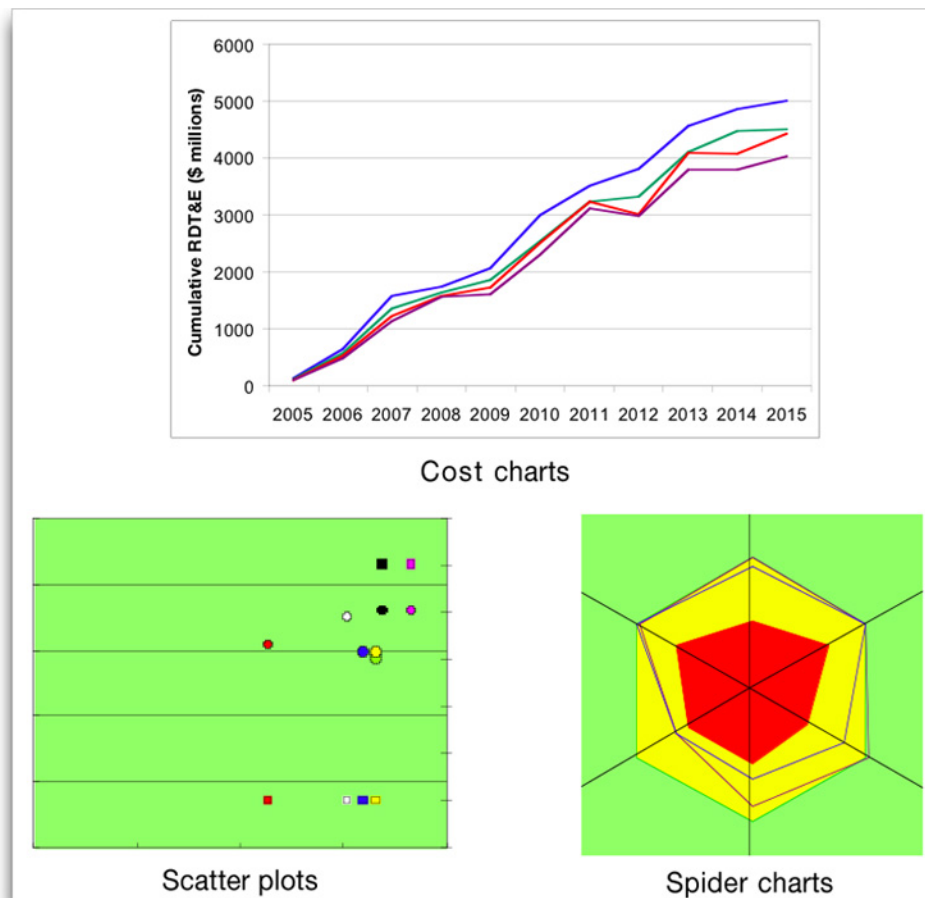 6000
5000
4000
3000
2000
1000
0
Cumulative RDT&E ($ millions)
2005 2006 2007 2008 2009 2010 2011 2012 2013 2014 2015
Cost charts
Scatter plots
Spider charts